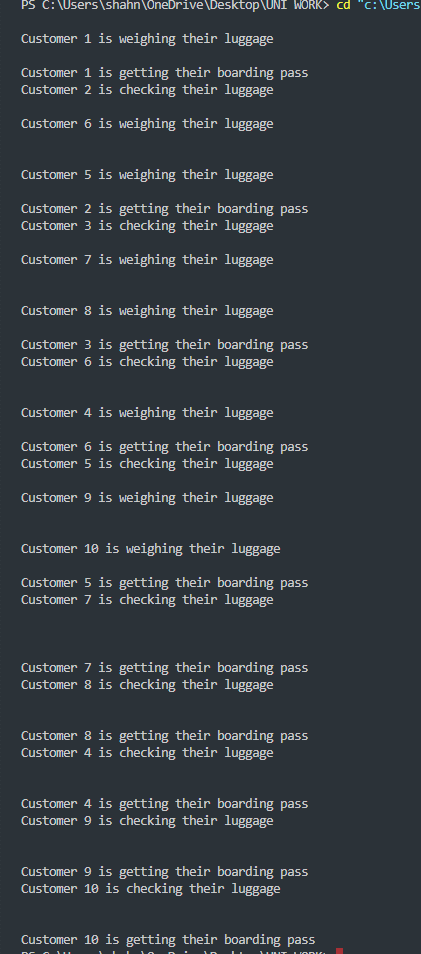 PS C:\Users\shahn\OneDrive\Desktop\UNI WORK> cd "c:\Users
Customer 1 is weighing their luggage
Customer 1 is getting their boarding pass
Customer 2 is checking their luggage
Customer 6 is weighing their luggage
Customer 5 is weighing their luggage
Customer 2 is getting their boarding pass
Customer 3 is checking their luggage
Customer 7 is weighing their luggage
Customer 8 is weighing their luggage
Customer 3 is getting their boarding pass
Customer 6 is checking their luggage
Customer 4 is weighing their luggage
Customer 6 is getting their boarding pass
Customer 5 is checking their luggage
Customer 9 is weighing their luggage
Customer 10 is weighing their luggage
Customer 5 is getting their boarding pass
Customer 7 is checking their luggage
Customer 7 is getting their boarding pass
Customer 8 is checking their luggage
Customer 8 is getting their boarding pass
Customer 4 is checking their luggage
Customer 4 is getting their boarding pass
Customer 9 is checking their luggage
Customer 9 is getting their boarding pass
Customer 10 is checking their luggage
Customer 10 is getting their boarding pass